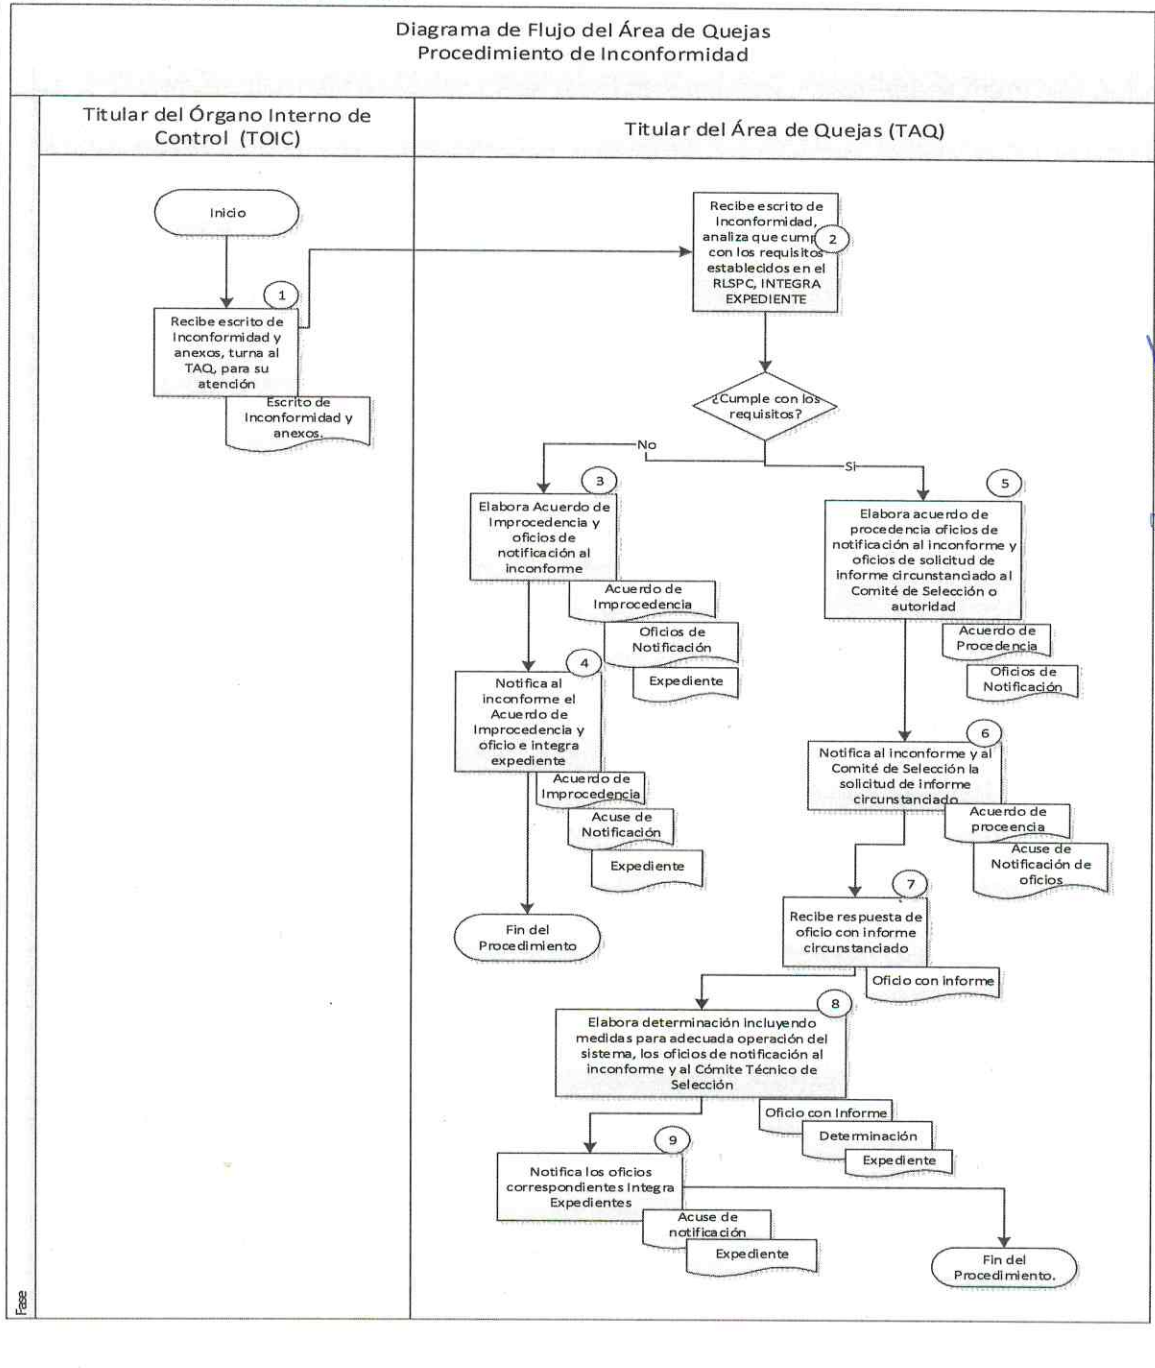 Diagrama de Flujo del Área de Quejas
Procedimiento de Inconformidad
Titular del Órgano Interno de
Control (TOIC)
Titular del Área de Quejas (TAQ)
Inicio
1
Recibe escrito de
Inconformidad y
anexos, turna al
TAQ, para su
atención
Escrito de
Inconformidad y
anexos.
Recibe escrito de
Inconformidad,
analiza que
con los requisitos
establecidos en el
RLSPC, INTEGRA
EXPEDIENTE
2
¿Cumple con los
requisitos?
No
Si
3
Elabora Acuerdo de
Improcedencia y
oficios de
notificación al
inconforme
Acuerdo de
Improcedencia
Oficios de
Notificación
Expediente
4
Notifica al
inconforme el
Acuerdo de
Improcedencia y
oficio e integra
expediente
Acuerdo de
Improcedencia
Acuse de
Notificación
Expediente
Fin del
Procedimiento
5
Elabora acuerdo de
procedencia oficios de
notificación al inconforme y
oficios de solicitud de
informe circunstanciado al
Comité de Selección o
autoridad
Acuerdo de
Procedencia
Oficios de
Notificación
6
Notifica al inconforme y al
Comité de Selección la
solicitud de informe
circunstanciado
Acuerdo de
proceencia
Acuse de
Notificación de
oficios
7
Recibe respuesta de
oficio con informe
circunstanciado
Oficio con informe
8
Elabora determinación incluyendo
medidas para adecuada operación del
sistema, los oficios de notificación al
inconforme y al Cómite Técnico de
Selección
Oficio con Informe
Determinación
Expediente
9
Notifica los oficios
correspondientes Integra
Expedientes
Acuse de
notificación
Expediente
Fin del
Procedimiento.
Fase